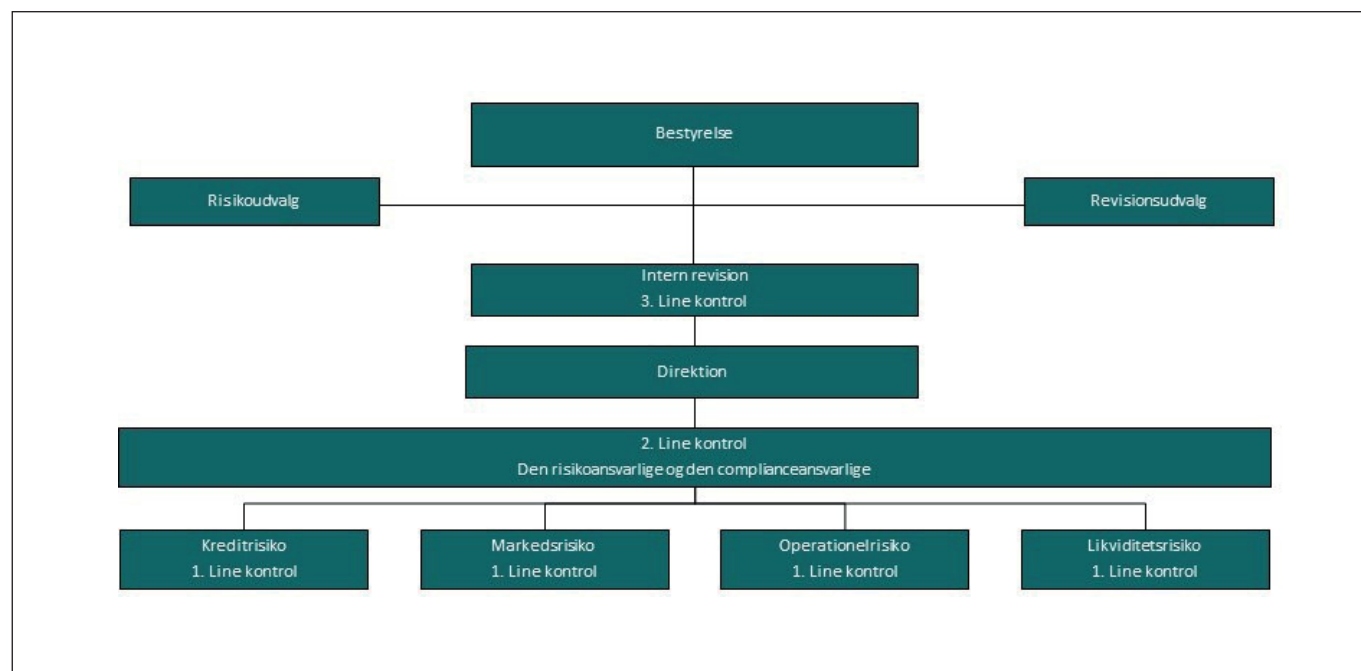 Bestyrelse
Risikoudvalg
Revisionsudvalg
Intern revision
3. Line kontrol
Direktion
2. Line kontrol
Den risikoansvarlige og den complianceansvarlige
Kreditrisiko
1. Line kontrol
Markedsrisiko
1. Line kontrol
Operationelrisiko
1. Line kontrol
Likviditetsrisiko
1. Line kontrol